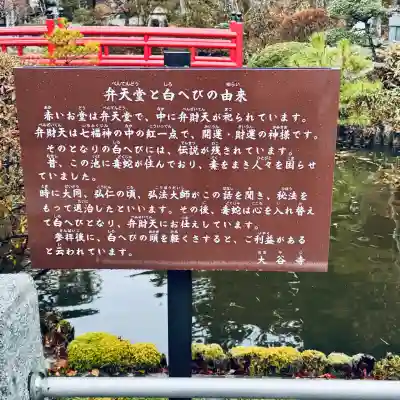 弁天堂と白へびの由来
赤いお堂は弁天堂で、中に弁財天が祀られています。
弁財天は七福神の中の紅一点で、開運・財運の神様です。
そのとなりの白へびには、伝説が残されています。
昔、この池に毒蛇が住んでおり、毒をまき人々を困らせ
ていました。
時に大同、弘仁の頃、弘法大師がこの話を聞き、秘法を
もって退治したといいます。その後、毒蛇は心を入れ替え
て白へびとなり、弁財天にお仕えしています。
参拝後に、白へびの頭を軽くさすると、ご利益がある
と云われています。
大谷寺